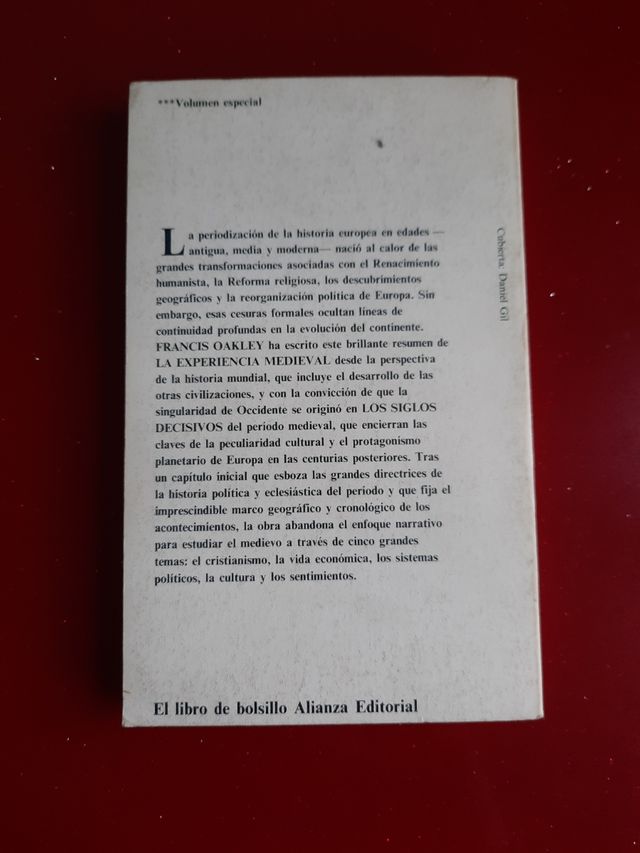 ***Volumen especial
La periodización de la historia europea en edades —
antigua, media y moderna— nació al calor de las
grandes transformaciones asociadas con el Renacimiento
humanista, la Reforma religiosa, los descubrimientos
geográficos y la reorganización política de Europa. Sin
embargo, esas cesuras formales ocultan líneas de
continuidad profundas en la evolución del continente.
FRANCIS OAKLEY ha escrito este brillante resumen de
LA EXPERIENCIA MEDIEVAL desde la perspectiva
de la historia mundial, que incluye el desarrollo de las
otras civilizaciones, y con la convicción de que la
singularidad de Occidente se originó en LOS SIGLOS
DECISIVOS del período medieval, que encierran las
claves de la peculiaridad cultural y el protagonismo
planetario de Europa en las centurias posteriores. Tras
un capítulo inicial que esboza las grandes directrices de
la historia política y eclesiástica del período y que fija el
imprescindible marco geográfico y cronológico de los
acontecimientos, la obra abandona el enfoque narrativo
para estudiar el medievo a través de cinco grandes
temas: el cristianismo, la vida económica, los sistemas
políticos, la cultura y los sentimientos.
El libro de bolsillo Alianza Editorial
Cubierta: Daniel Gil